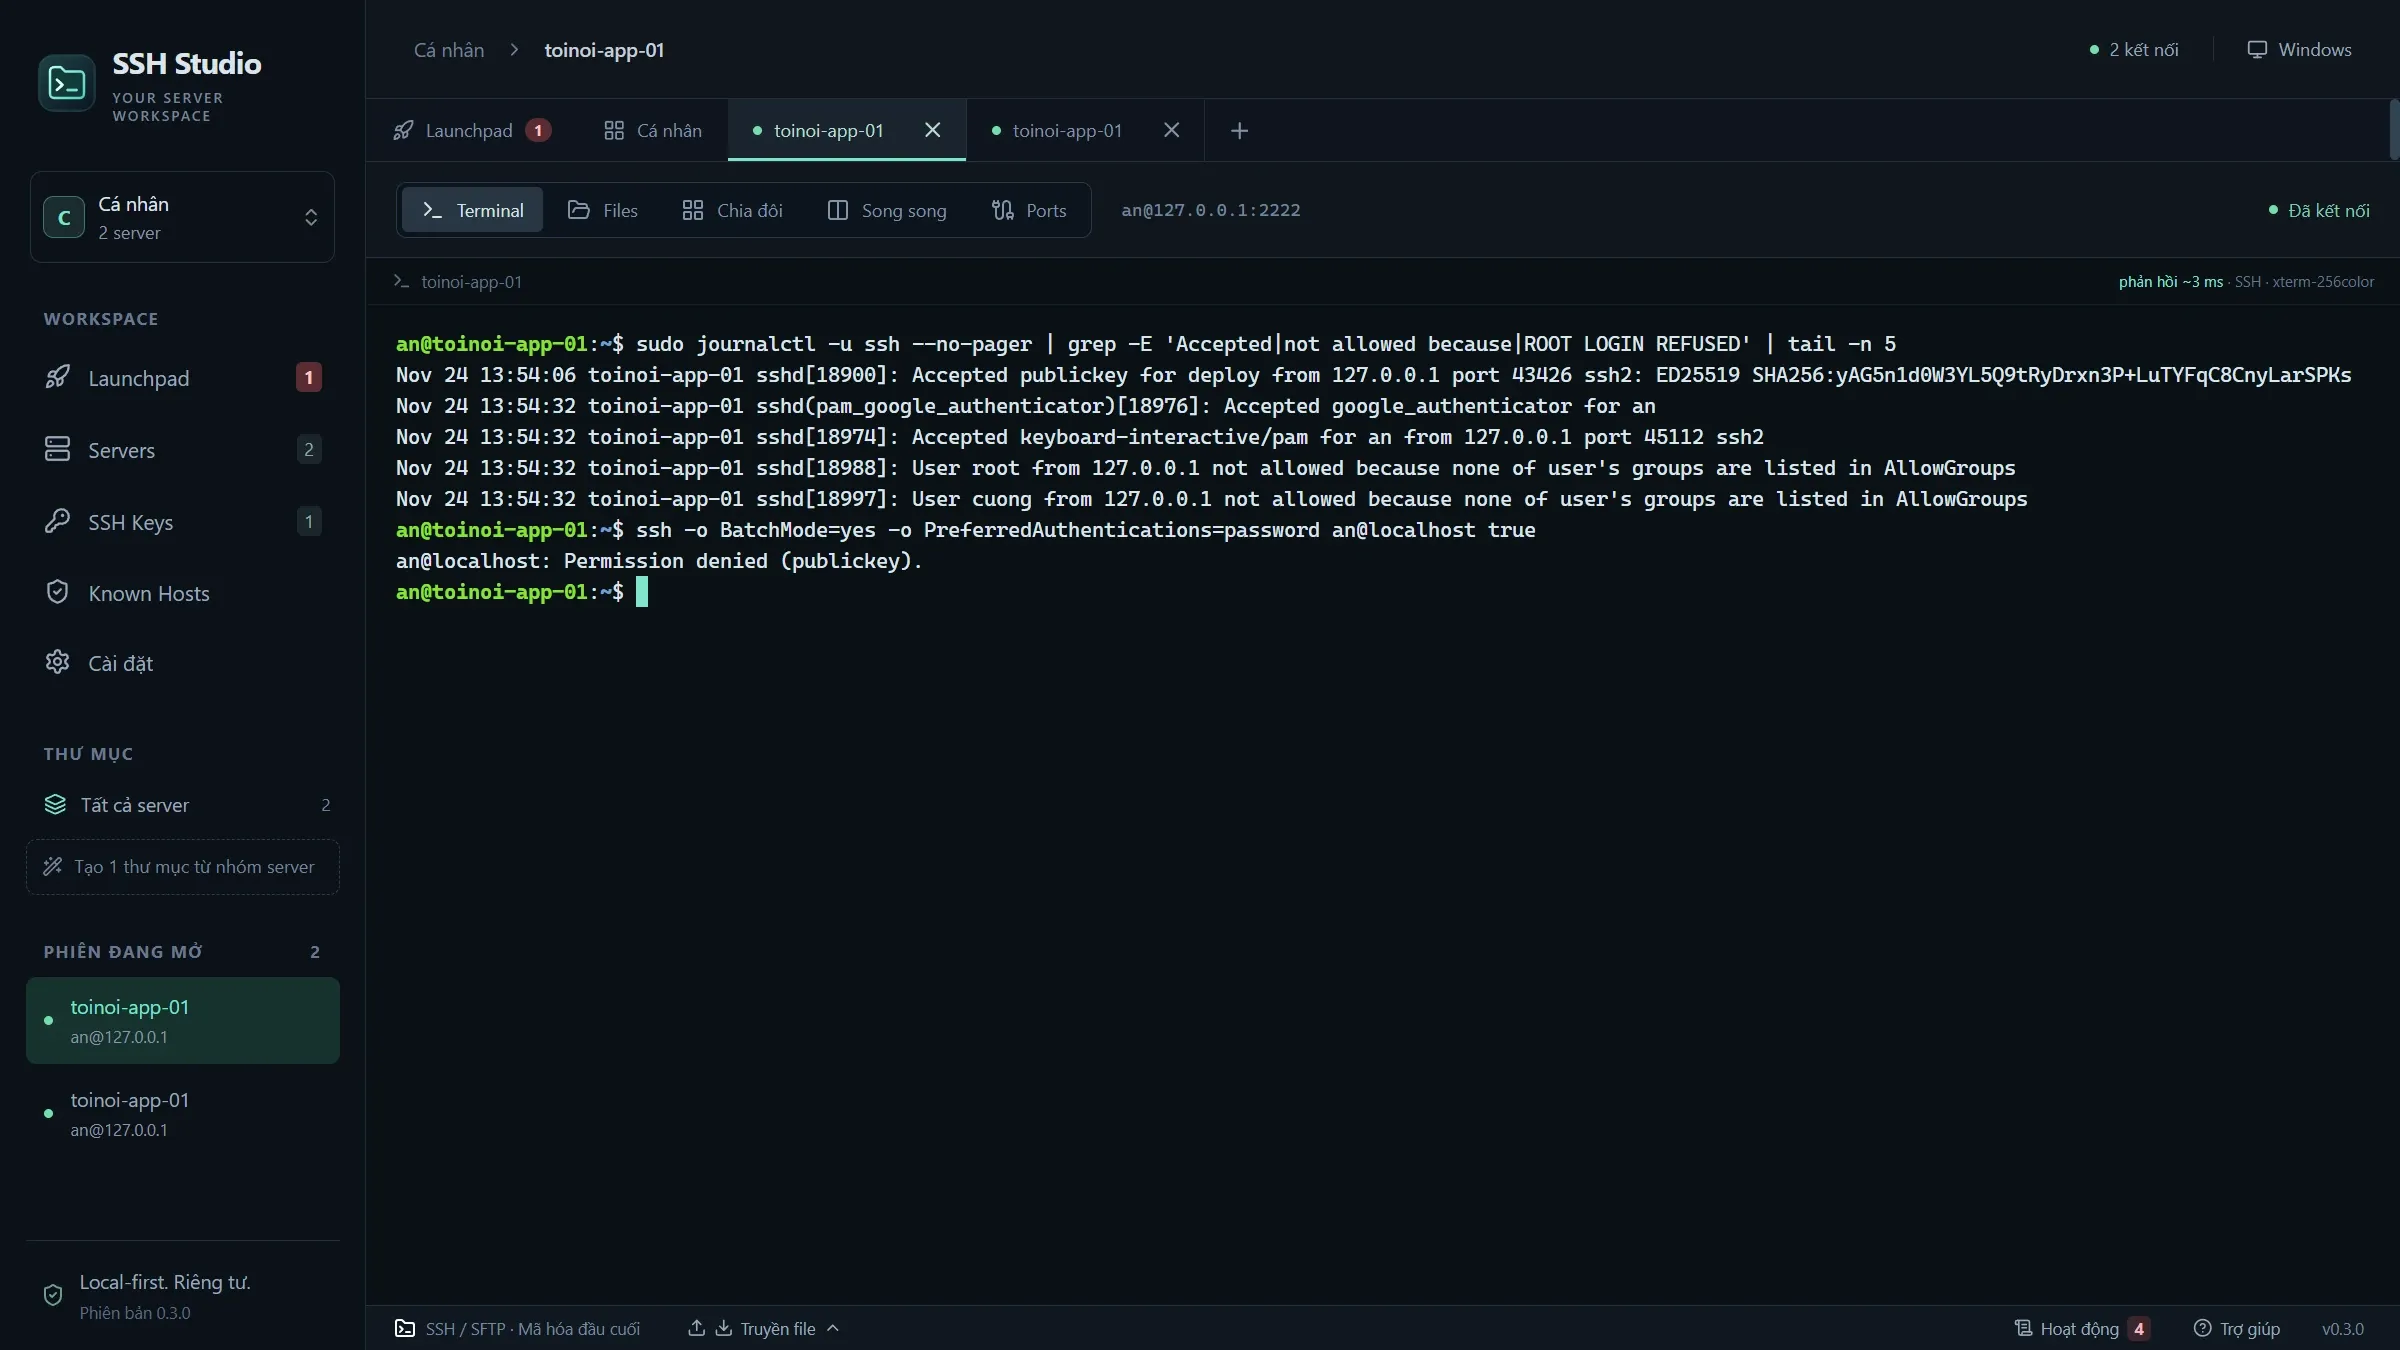 SSH Studio
YOUR SERVER
WORKSPACE
C
Cá nhân
2 server
WORKSPACE
Launchpad 1
Servers 2
SSH Keys 1
Known Hosts
Cài đặt
THƯ MỤC
Tất cả server 2
Tạo 1 thư mục từ nhóm server
PHIÊN ĐANG MỞ 2
toinoi-app-01
an@127.0.0.1
toinoi-app-01
an@127.0.0.1
Local-first. Riêng tư.
Phiên bản 0.3.0
Cá nhân > toinoi-app-01
2 kết nối
Windows
Launchpad 1
Cá nhân
toinoi-app-01
toinoi-app-01
Terminal
Files
Chia đôi
Song song
Ports
an@127.0.0.1:2222
Đã kết nối
toinoi-app-01
phản hồi ~3 ms · SSH · xterm-256color
an@toinoi-app-01:~$ sudo journalctl -u ssh --no-pager | grep -E 'Accepted|not allowed because|ROOT LOGIN REFUSED' | tail -n 5
Nov 24 13:54:06 toinoi-app-01 sshd[18900]: Accepted publickey for deploy from 127.0.0.1 port 43426 ssh2: ED25519 SHA256:yAG5n1d0W3YL5Q9tRyDrxn3P+LuTYFqC8CnyLarSPKs
Nov 24 13:54:32 toinoi-app-01 sshd(pam_google_authenticator)[18976]: Accepted google_authenticator for an
Nov 24 13:54:32 toinoi-app-01 sshd[18974]: Accepted keyboard-interactive/pam for an from 127.0.0.1 port 45112 ssh2
Nov 24 13:54:32 toinoi-app-01 sshd[18988]: User root from 127.0.0.1 not allowed because none of user's groups are listed in AllowGroups
Nov 24 13:54:32 toinoi-app-01 sshd[18997]: User cuong from 127.0.0.1 not allowed because none of user's groups are listed in AllowGroups
an@toinoi-app-01:~$ ssh -o BatchMode=yes -o PreferredAuthentications=password an@localhost true
an@localhost: Permission denied (publickey).
an@toinoi-app-01:~$
SSH / SFTP · Mã hóa đầu cuối
Truyền file
Hoạt động 4
Trợ giúp
v0.3.0